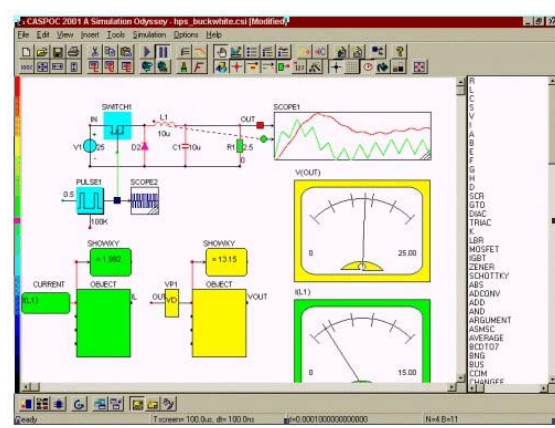 CASPOC 2001 A Simulation Odyssey - hps_buckwhite.csi [Modified]
File Edit View Insert Tools Simulation Options Help
SWITCH1
SCOPE1
IN
L1
OUT
10u
V1
25
D2
C1
10u
R1
2.5
0
PULSE1
SCOPE2
0.5
100K
V(OUT)
0
25.00
SHOWXY
SHOWXY
= 1.992
= 13.15
CURRENT
OBJECT
VP1
OBJECT
I(L1)
IL
OUT
VD
VOUT
I(L1)
0
15.00
R
L
C
S
V
I
A
B
E
F
G
H
D
SCR
GTO
DIAC
TRIAC
K
LBR
MOSFET
IGBT
ZENER
SCHOTTKY
ABS
ADCONV
ADD
AND
ARGUMENT
ASMSC
AVERAGE
BCDTO7
BNG
BUS
CCIM
CHANGEF
Ready
Tscreen= 100.0us, dt= 100.0ns
N=4 B=11